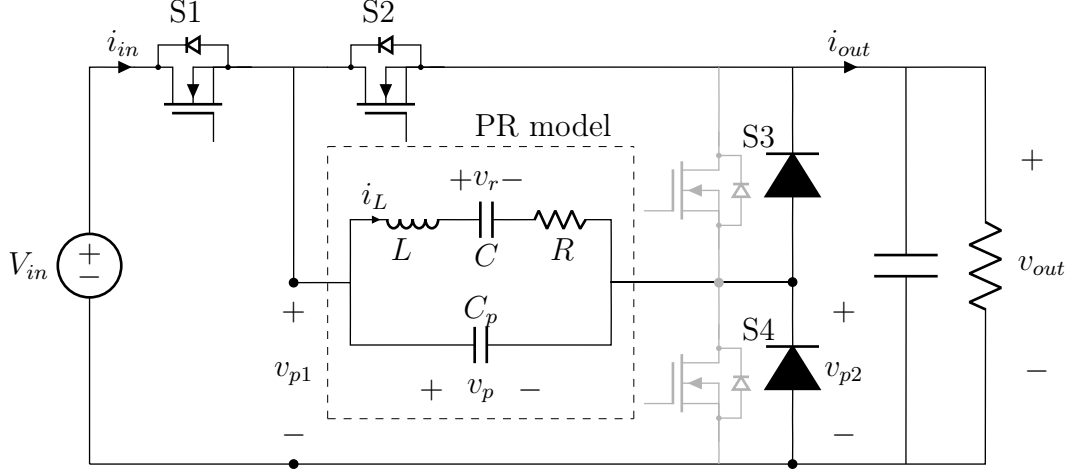 S1
S2
i_in
i_out
PR model
S3
+v_r−
+
i_L
L
C
R
V_in
+
−
v_out
C_p
+
S4
+
v_p1
+ v_p −
v_p2
−
−
−